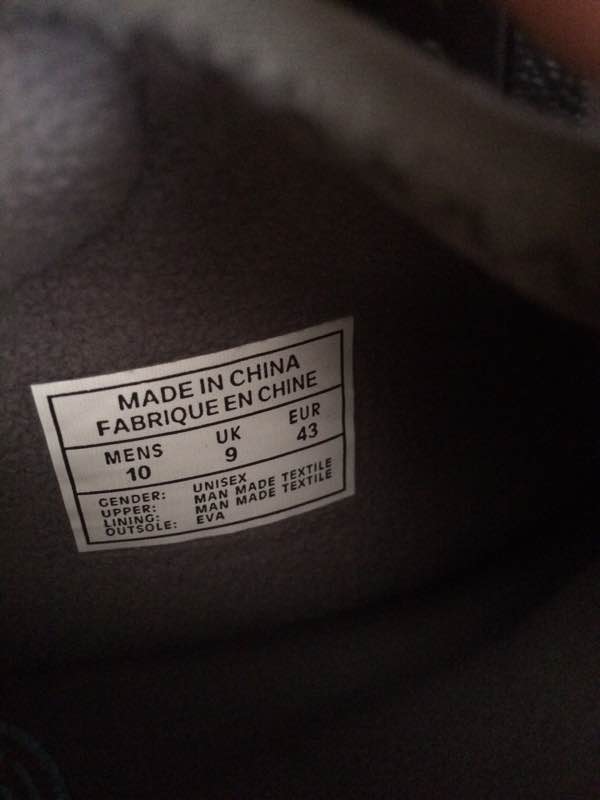 MADE IN CHINA
FABRIQUE EN CHINE
MENS UK EUR
10 9 43
GENDER: UNISEX
UPPER: MAN MADE TEXTILE
LINING: MAN MADE TEXTILE
OUTSOLE: EVA